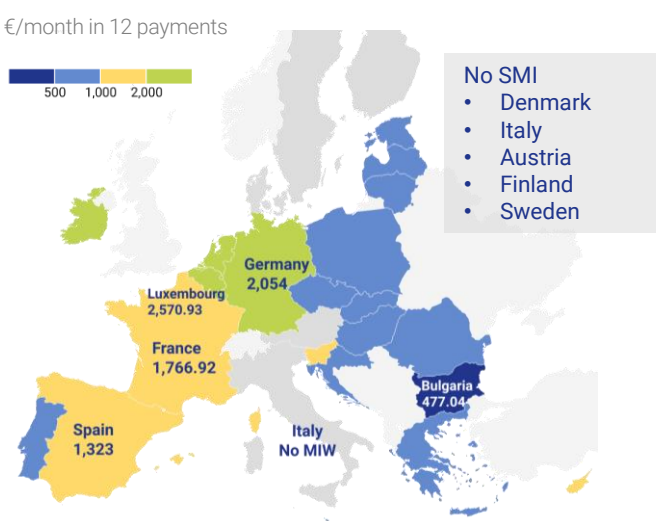 €/month in 12 payments
500 1,000 2,000
No SMI
• Denmark
• Italy
• Austria
• Finland
• Sweden
Germany
2,054
Luxembourg
2,570.93
France
1,766.92
Bulgaria
477.04
Spain
1,323
Italy
No MIW